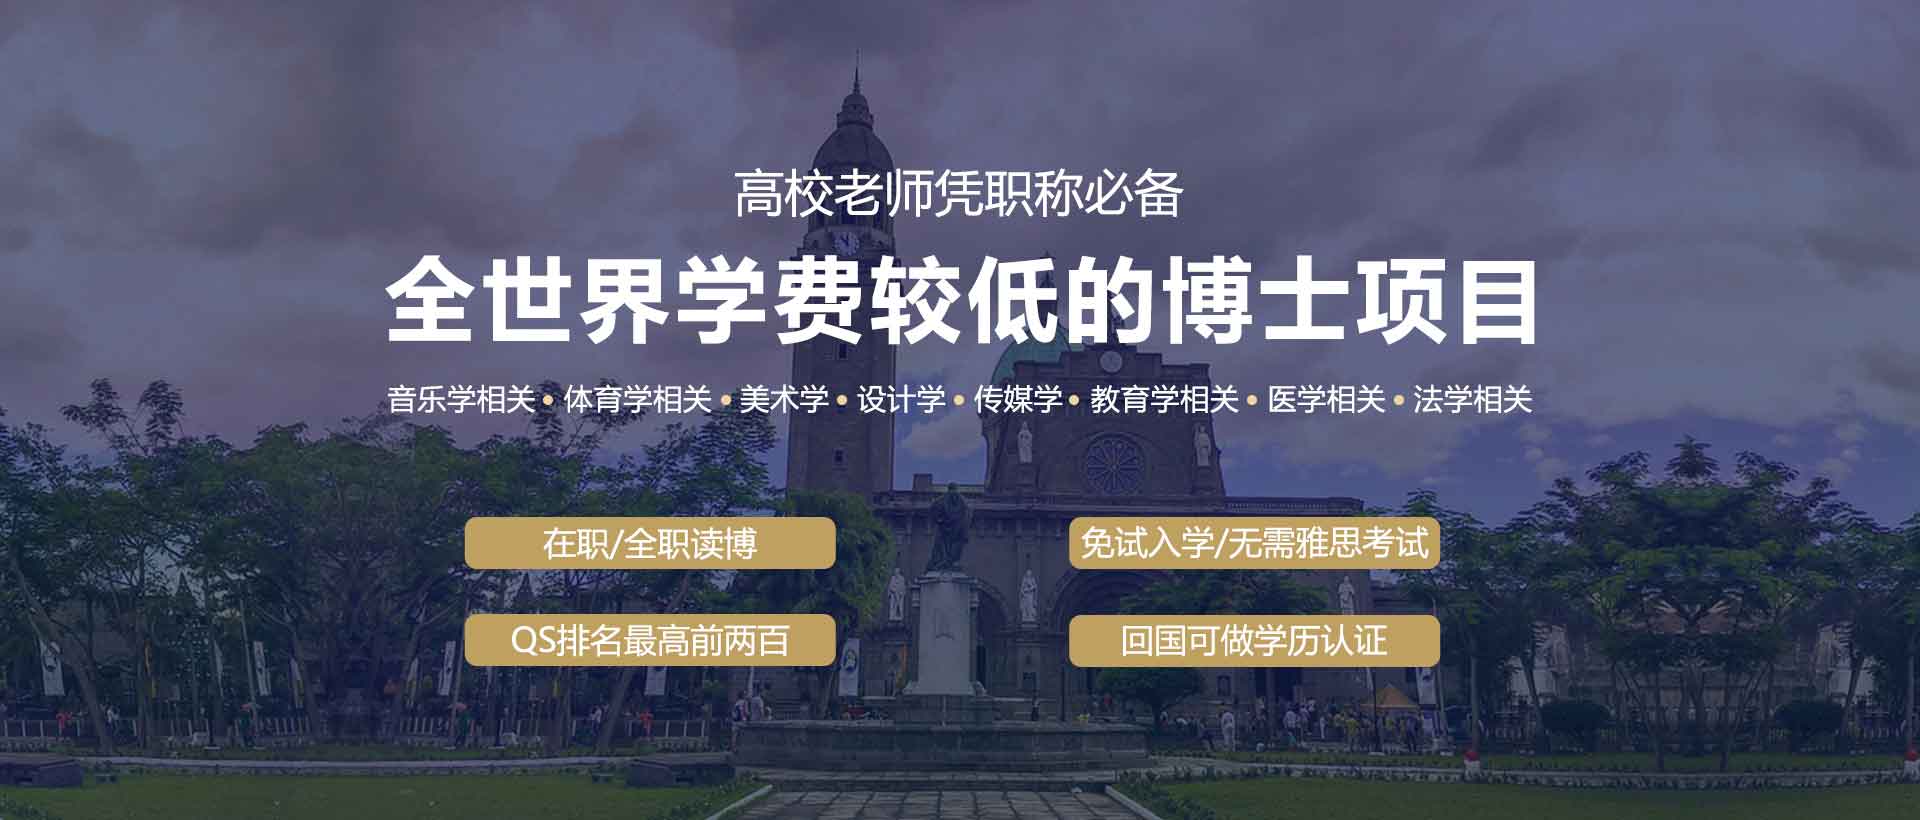 高校老师凭职称必备
全世界学费较低的博士项目
音乐学相关•体育学相关•美术学•设计学•传媒学•教育学相关•医学相关•法学相关
在职/全职读博
免试入学/无需雅思考试
QS排名最高前两百
回国可做学历认证